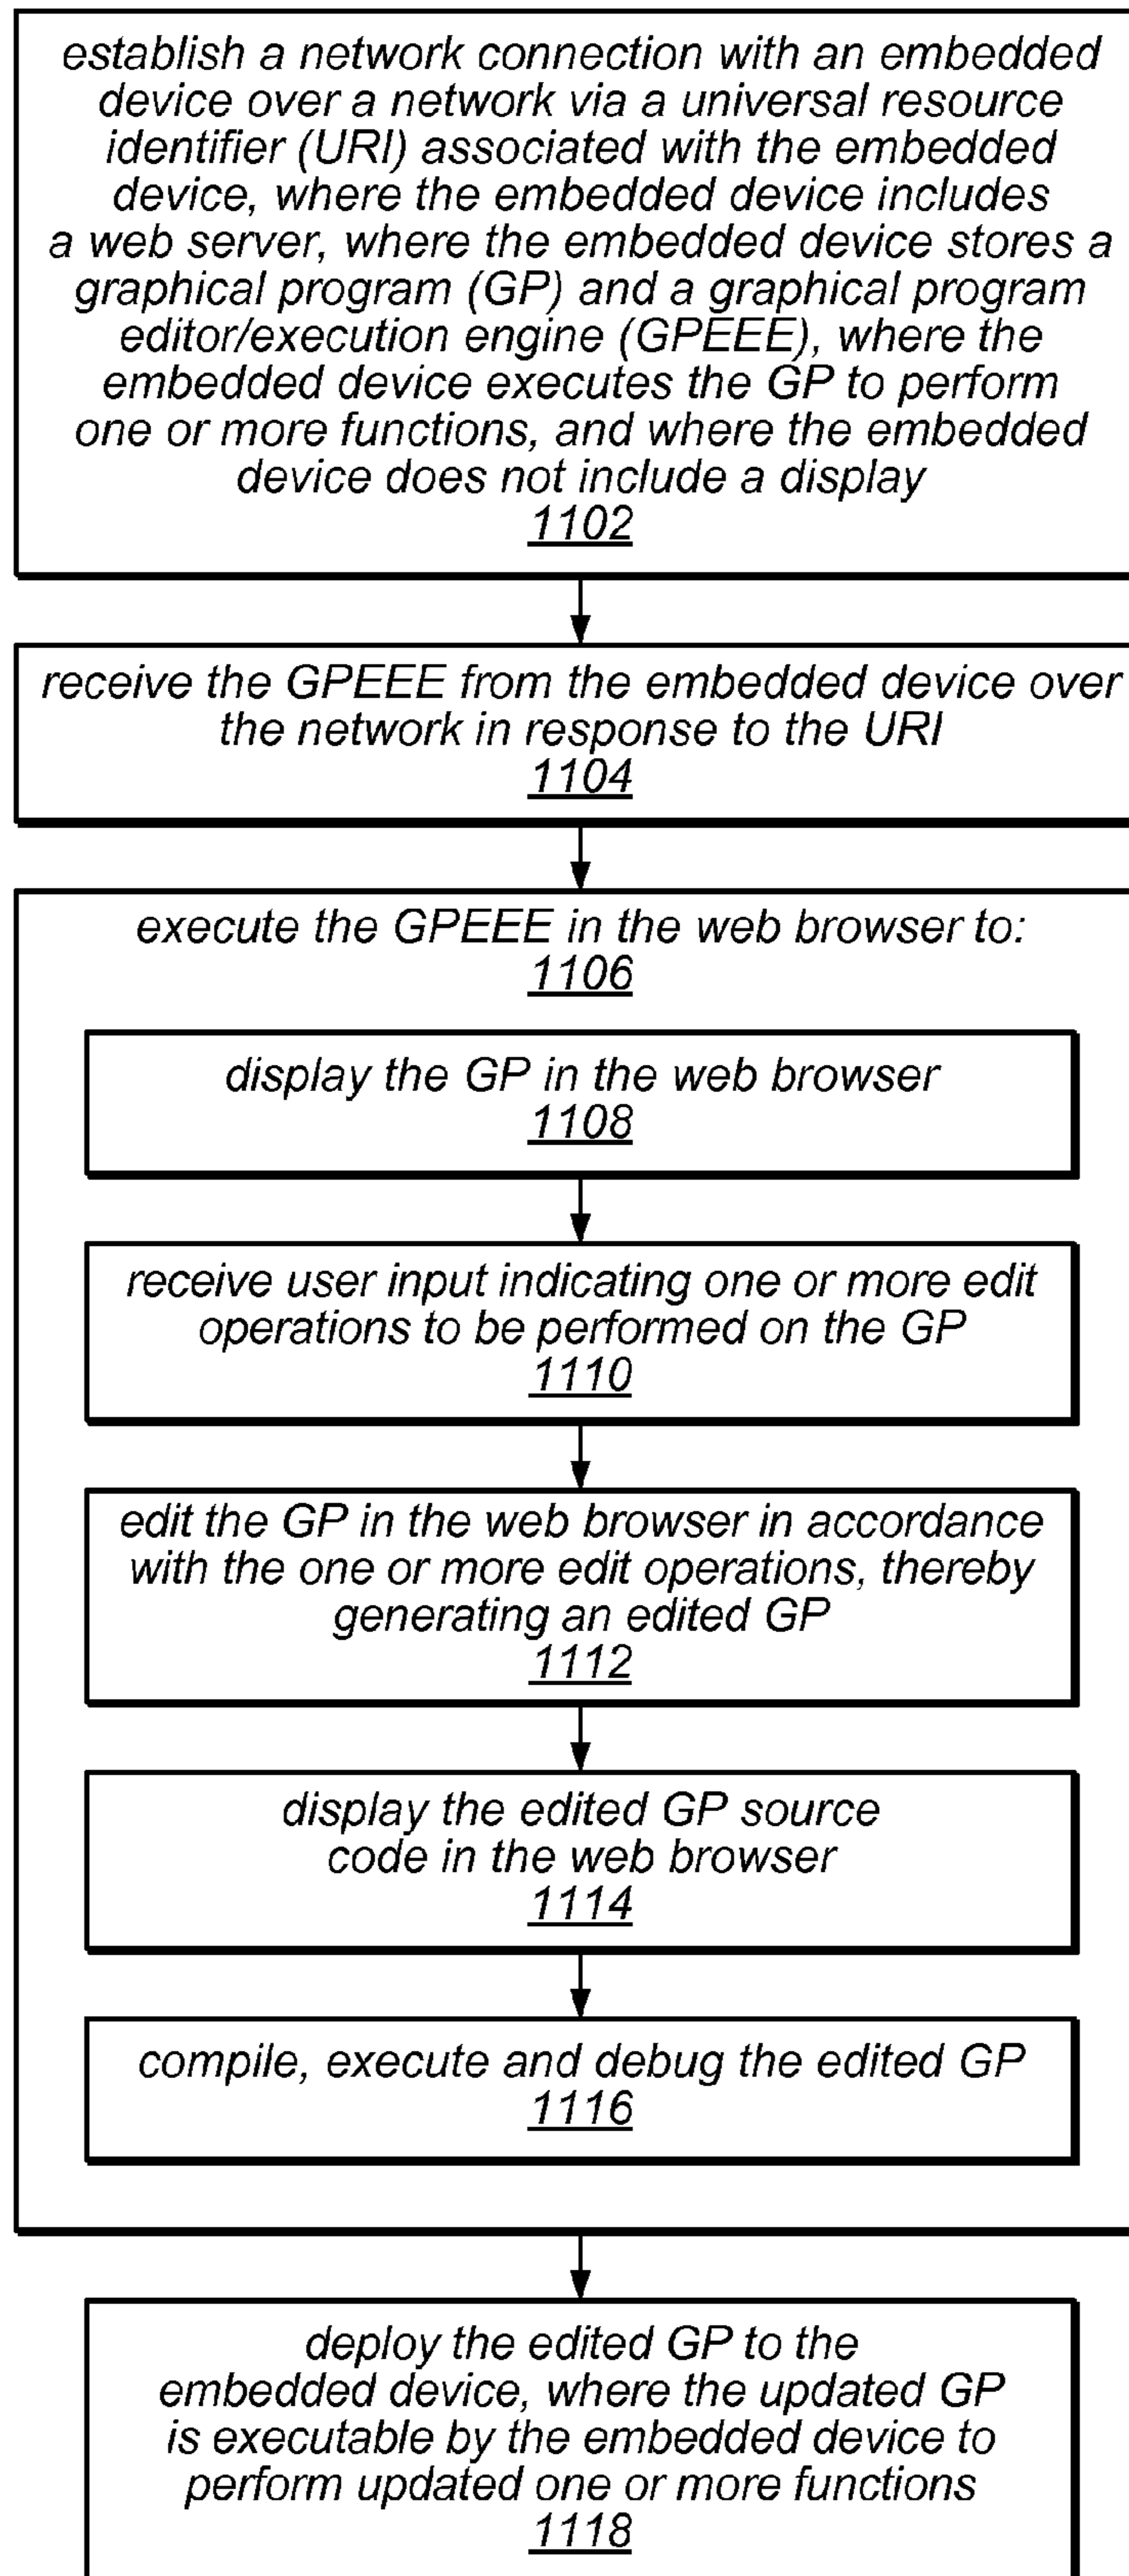 establish a network connection with an embedded
device over a network via a universal resource
identifier (URI) associated with the embedded
device, where the embedded device includes
a web server, where the embedded device stores a
graphical program (GP) and a graphical program
editor/execution engine (GPEEE), where the
embedded device executes the GP to perform
one or more functions, and where the embedded
device does not include a display
1102
receive the GPEEE from the embedded device over
the network in response to the URI
1104
execute the GPEEE in the web browser to:
1106
display the GP in the web browser
1108
receive user input indicating one or more edit
operations to be performed on the GP
1110
edit the GP in the web browser in accordance
with the one or more edit operations, thereby
generating an edited GP
1112
display the edited GP source
code in the web browser
1114
compile, execute and debug the edited GP
1116
deploy the edited GP to the
embedded device, where the updated GP
is executable by the embedded device to
perform updated one or more functions
1118